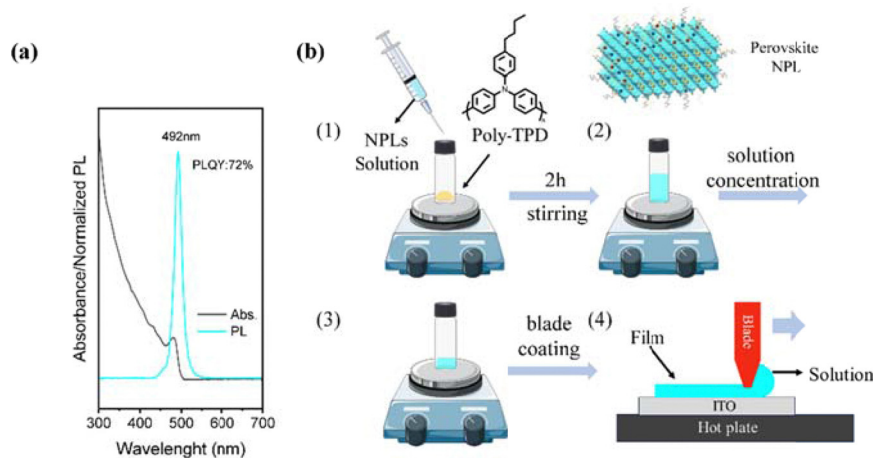 (a)
Absorbance/Normalized PL
492nm
PLQY:72%
Abs.
PL
300 400 500 600 700
Wavelenght (nm)
(b)
Perovskite
NPL
(1)
NPLs
Solution
Poly-TPD
n
2h
stirring
(2)
solution
concentration
(3)
blade
coating
(4)
Blade
Film
Solution
ITO
Hot plate
N